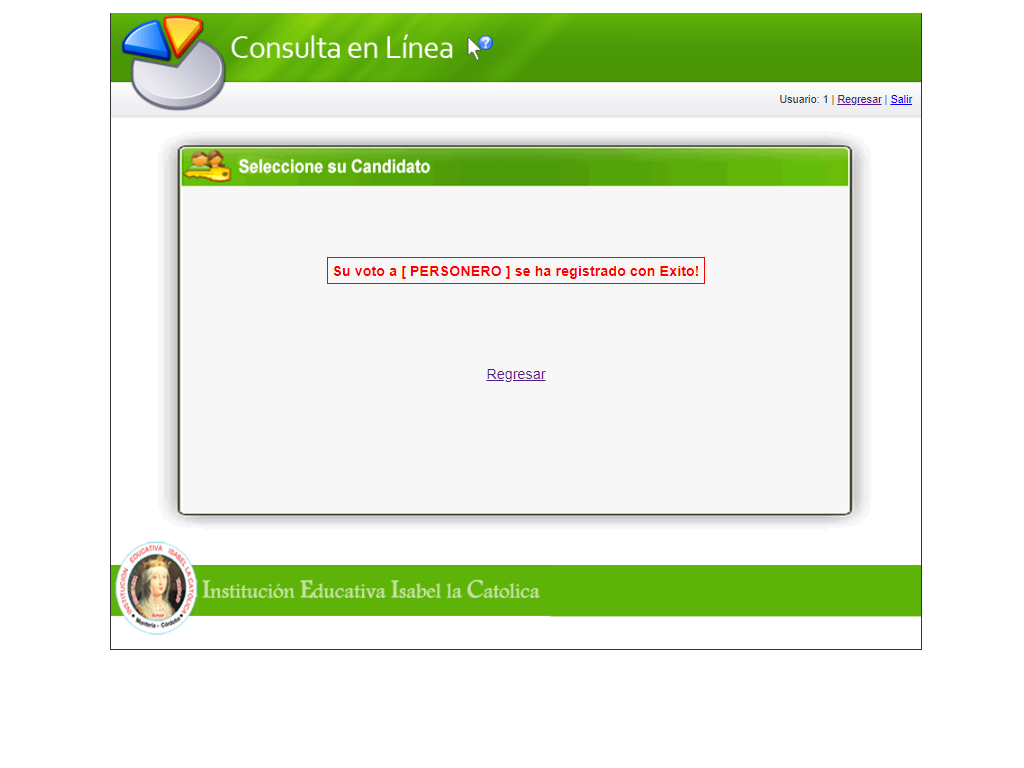 Consulta en Línea
Usuario: 1 | Regresar | Salir
Seleccione su Candidato
Su voto a [ PERSONERO ] se ha registrado con Exito!
Regresar
INSTITUCIÓN EDUCATIVA ISABEL LA CATOLICA
Amor
Montería - Córdoba
Institución Educativa Isabel la Catolica